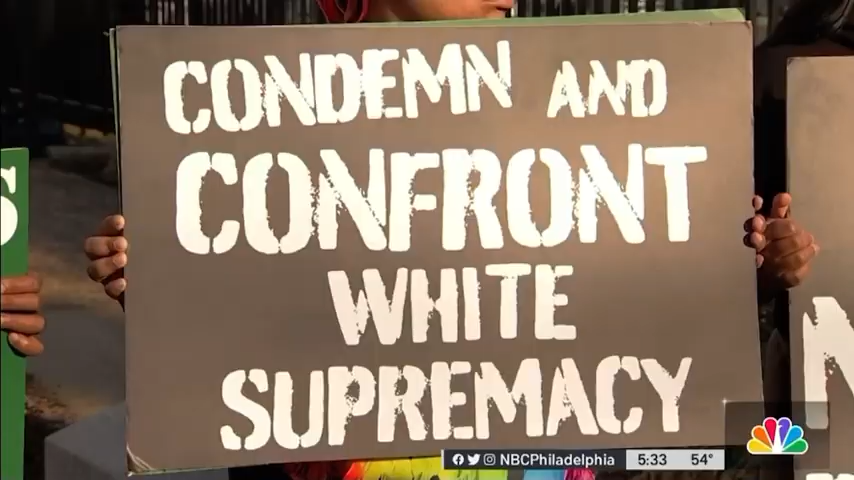 CONDEMN AND
CONFRONT
WHITE
SUPREMACY
S
N
NBCPhiladelphia 5:33 54°